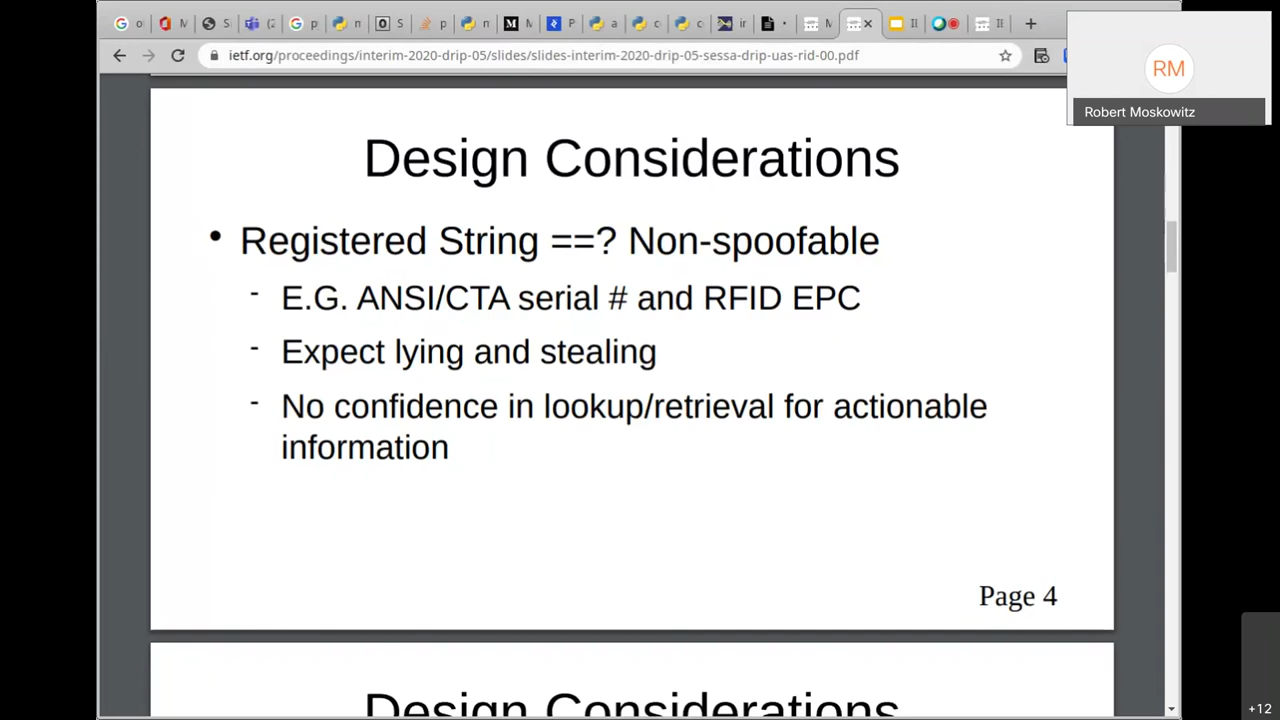 ietf.org/proceedings/interim-2020-drip-05/slides/slides-interim-2020-drip-05-sessa-drip-uas-rid-00.pdf
RM
Robert Moskowitz
Design Considerations
• Registered String ==? Non-spoofable
- E.G. ANSI/CTA serial # and RFID EPC
- Expect lying and stealing
- No confidence in lookup/retrieval for actionable
information
Page 4
Design Considerations
+12